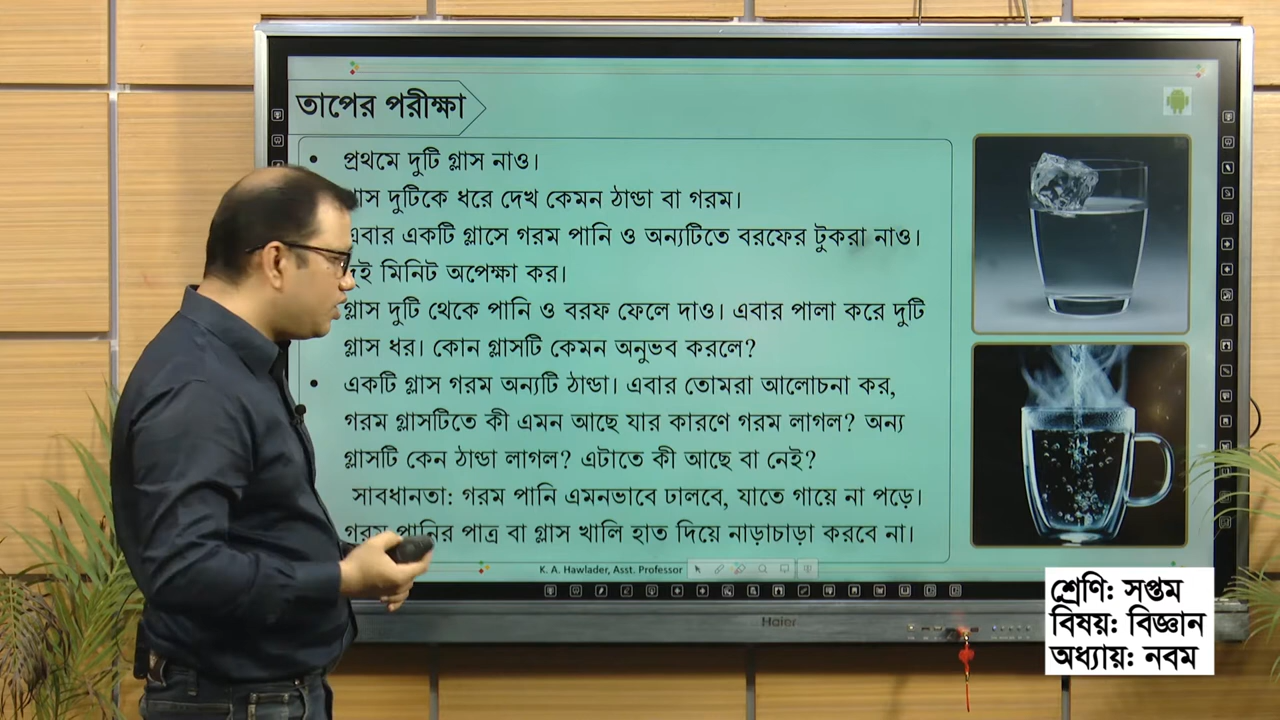 তাপের পরীক্ষা
• প্রথমে দুটি গ্লাস নাও।
দুটিকে ধরে দেখ কেমন ঠাণ্ডা বা গরম।
এবার একটি গ্লাসে গরম পানি ও অন্যটিতে বরফের টুকরা নাও।
মিনিট অপেক্ষা কর।
গ্লাস দুটি থেকে পানি ও বরফ ফেলে দাও। এবার পালা করে দুটি
গ্লাস ধর। কোন গ্লাসটি কেমন অনুভব করলে?
• একটি গ্লাস গরম অন্যটি ঠাণ্ডা। এবার তোমরা আলোচনা কর,
গরম গ্লাসটিতে কী এমন আছে যার কারণে গরম লাগল? অন্য
গ্লাসটি কেন ঠাণ্ডা লাগল? এটাতে কী আছে বা নেই?
সাবধানতা: গরম পানি এমনভাবে ঢালবে, যাতে গায়ে না পড়ে।
গরম পানির পাত্র বা গ্লাস খালি হাত দিয়ে নাড়াচাড়া করবে না।
K. A. Hawlader, Asst. Professor
Haier
শ্রেণি: সপ্তম
বিষয়: বিজ্ঞান
অধ্যায়: নবম